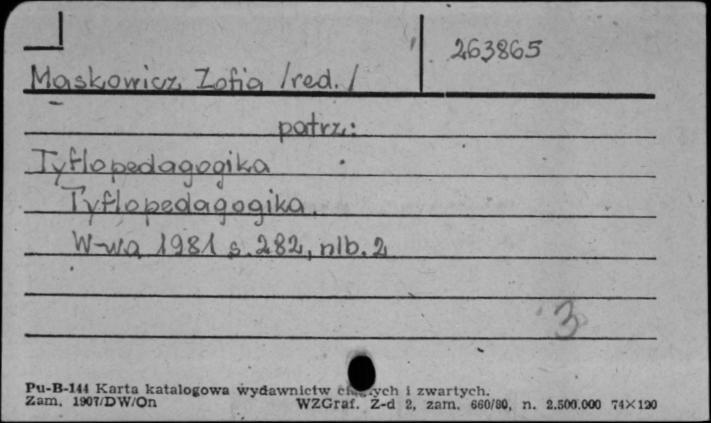 263865
Maskowicz Zofia /red./
patrz:
Tyflopedagogika
Tyflopedagogika.
W-wa 1981 s. 282, nlb. 2
3
Pu-B-144 Karta katalogowa wydawnictw ciągłych i zwartych.
Zam. 1907/DW/On WZGraf. Z-d 2, zam. 660/80, n. 2.500.000 74×120